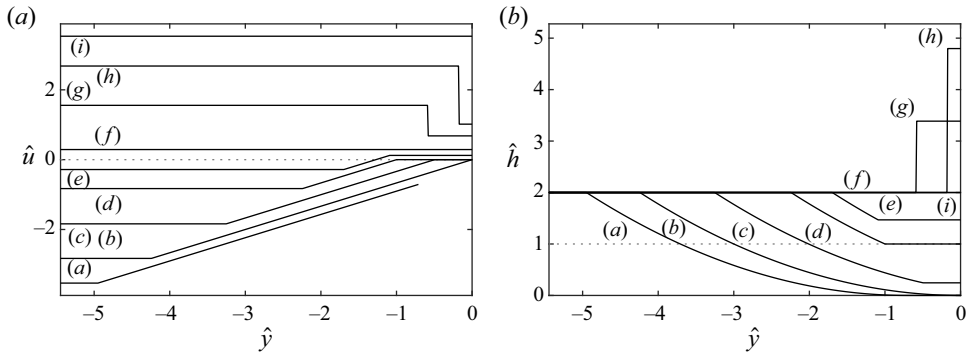 (a)
(b)
(i)
(h)
(g)
(f)
(e)
(d)
(c) (b)
(a)
2
0
−2
û
−5 −4 −3 −2 −1 0
ŷ
(h)
(g)
(f)
(e) (i)
(a) (b) (c) (d)
5
4
3
2
1
0
ĥ
−5 −4 −3 −2 −1 0
ŷ